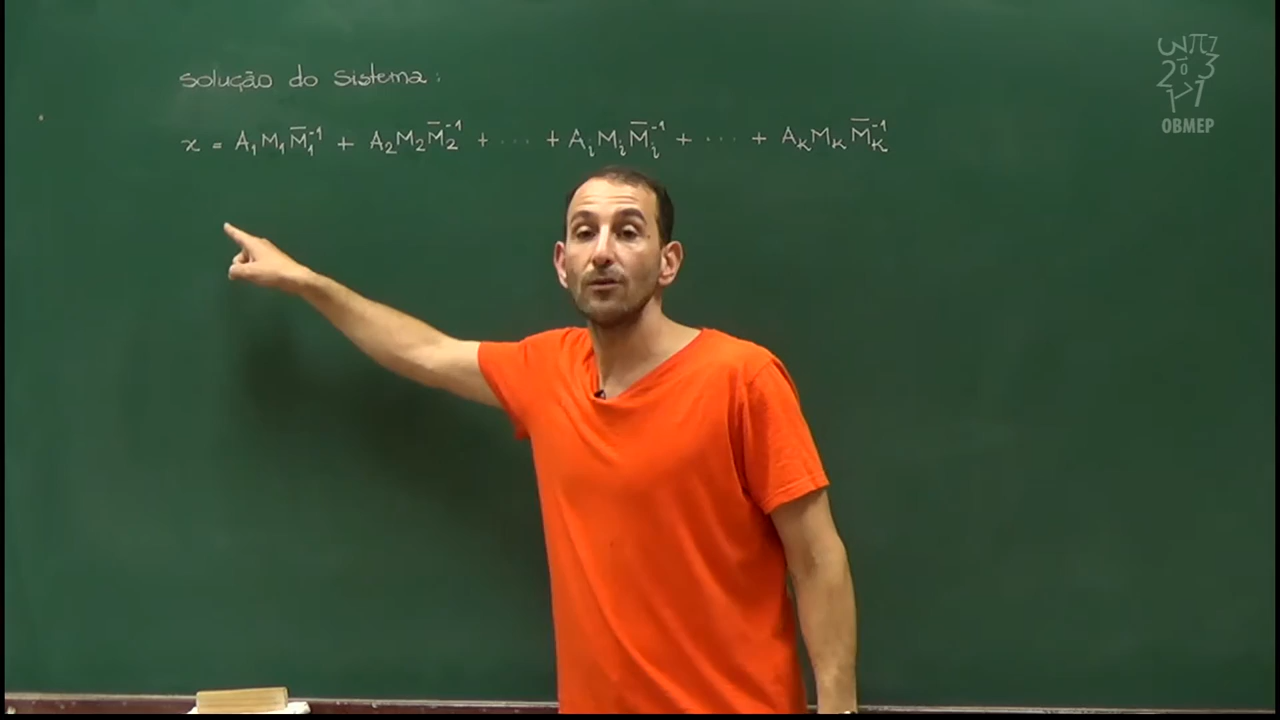 Solução do Sistema:
x = A₁M₁M̅₁⁻¹ + A₂M₂M̅₂⁻¹ + ... + AᵢMᵢM̅ᵢ⁻¹ + ... + AₖMₖM̅ₖ⁻¹
OBMEP